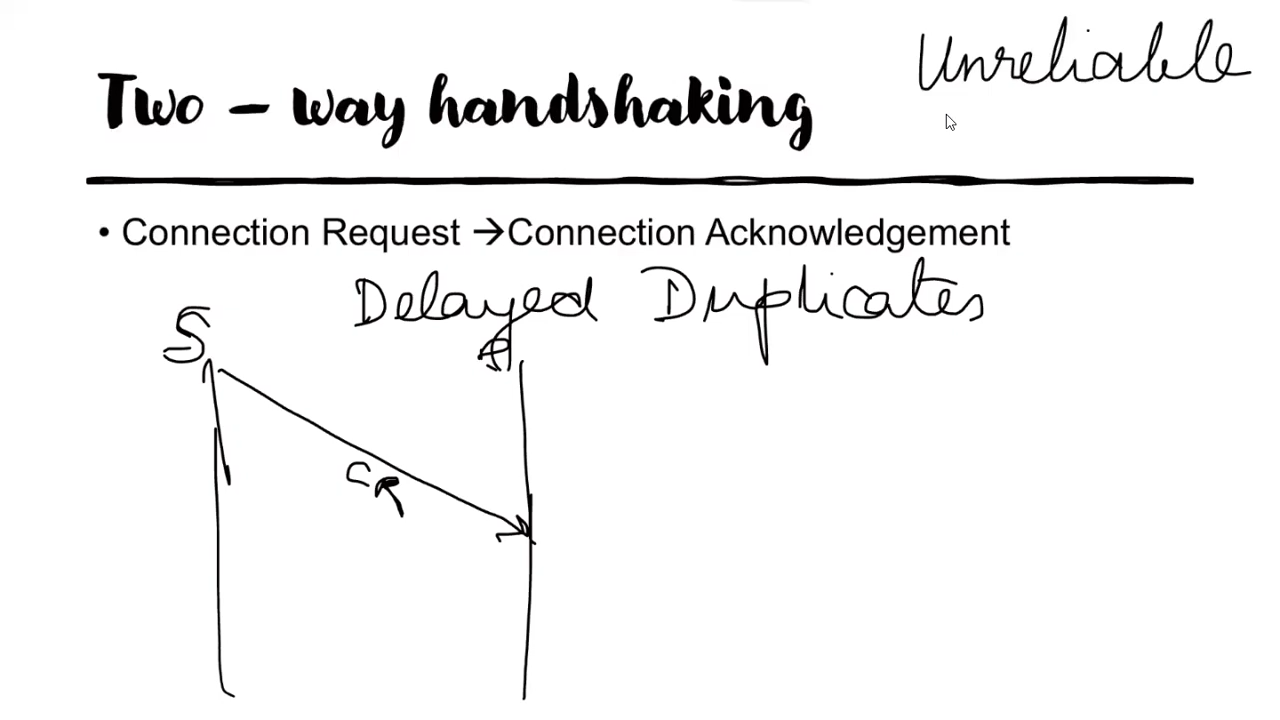 Unreliable
Two – way handshaking
• Connection Request →Connection Acknowledgement
Delayed Duplicates
S
CR